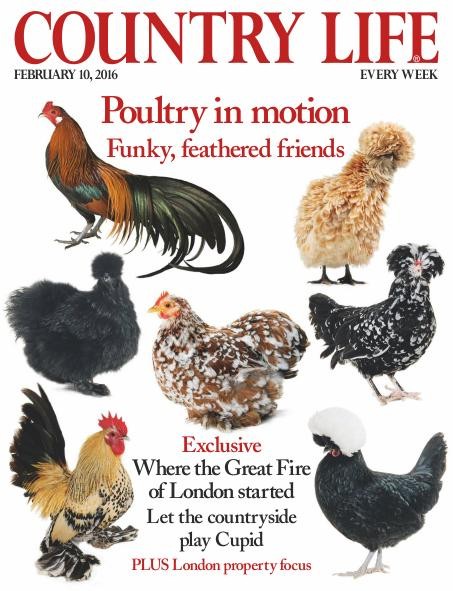 COUNTRY LIFE®
FEBRUARY 10, 2016 EVERY WEEK
Poultry in motion
Funky, feathered friends
Exclusive
Where the Great Fire
of London started
Let the countryside
play Cupid
PLUS London property focus